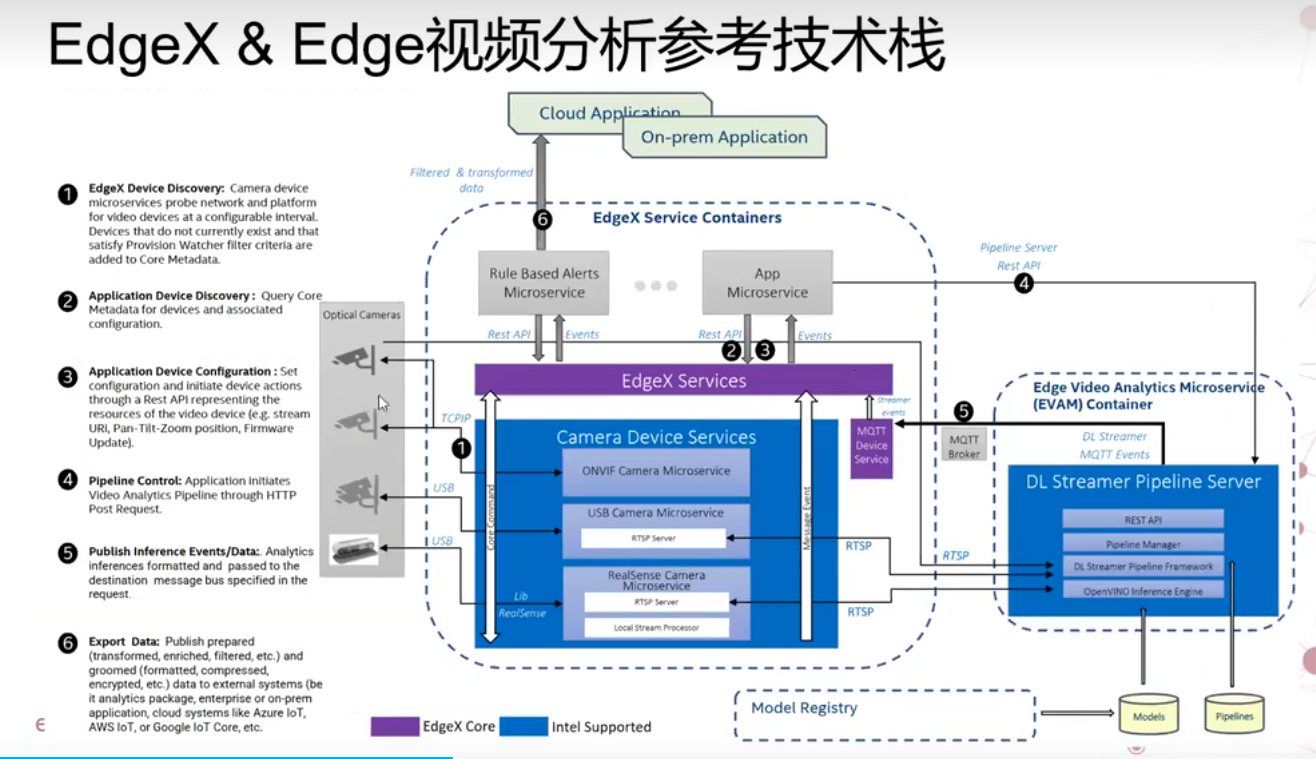 EdgeX & Edge视频分析参考技术栈
Cloud Application
On-prem Application
Filtered & transformed
data
6
EdgeX Service Containers
1
EdgeX Device Discovery: Camera device
microservices probe network and platform
for video devices at a configurable interval.
Devices that do not currently exist and that
satisfy Provision Watcher filter criteria are
added to Core Metadata.
2
Application Device Discovery : Query Core
Metadata for devices and associated
configuration.
3
Application Device Configuration : Set
configuration and initiate device actions
through a Rest API representing the
resources of the video device (e.g. stream
URI, Pan-Tilt-Zoom position, Firmware
Update).
4
Pipeline Control: Application initiates
Video Analytics Pipeline through HTTP
Post Request.
5
Publish Inference Events/Data:. Analytics
inferences formatted and passed to the
destination message bus specified in the
request.
6
Export Data: Publish prepared
(transformed, enriched, filtered, etc.) and
groomed (formatted, compressed,
encrypted, etc.) data to external systems (be
it analytics package, enterprise or on-prem
application, cloud systems like Azure IoT,
AWS IoT, or Google IoT Core, etc.
Optical Cameras
Rule Based Alerts
Microservice
App
Microservice
Rest API
Events
Rest API
Events
2
3
Pipeline Server
Rest API
4
EdgeX Services
TCPIP
1
USB
USB
Lib
RealSense
Core Command
Message Event
Camera Device Services
ONVIF Camera Microservice
USB Camera Microservice
RTSP Server
RealSense Camera
Microservice
RTSP Server
Local Stream Processor
Streamer
events
MQTT
Device
Service
MQTT
Broker
5
RTSP
RTSP
RTSP
Edge Video Analytics Microservice
(EVAM) Container
DL Streamer
MQTT Events
DL Streamer Pipeline Server
REST API
Pipeline Manager
DL Streamer Pipeline Framework
OpenVINO Inference Engine
Model Registry
Models
Pipelines
EdgeX Core
Intel Supported